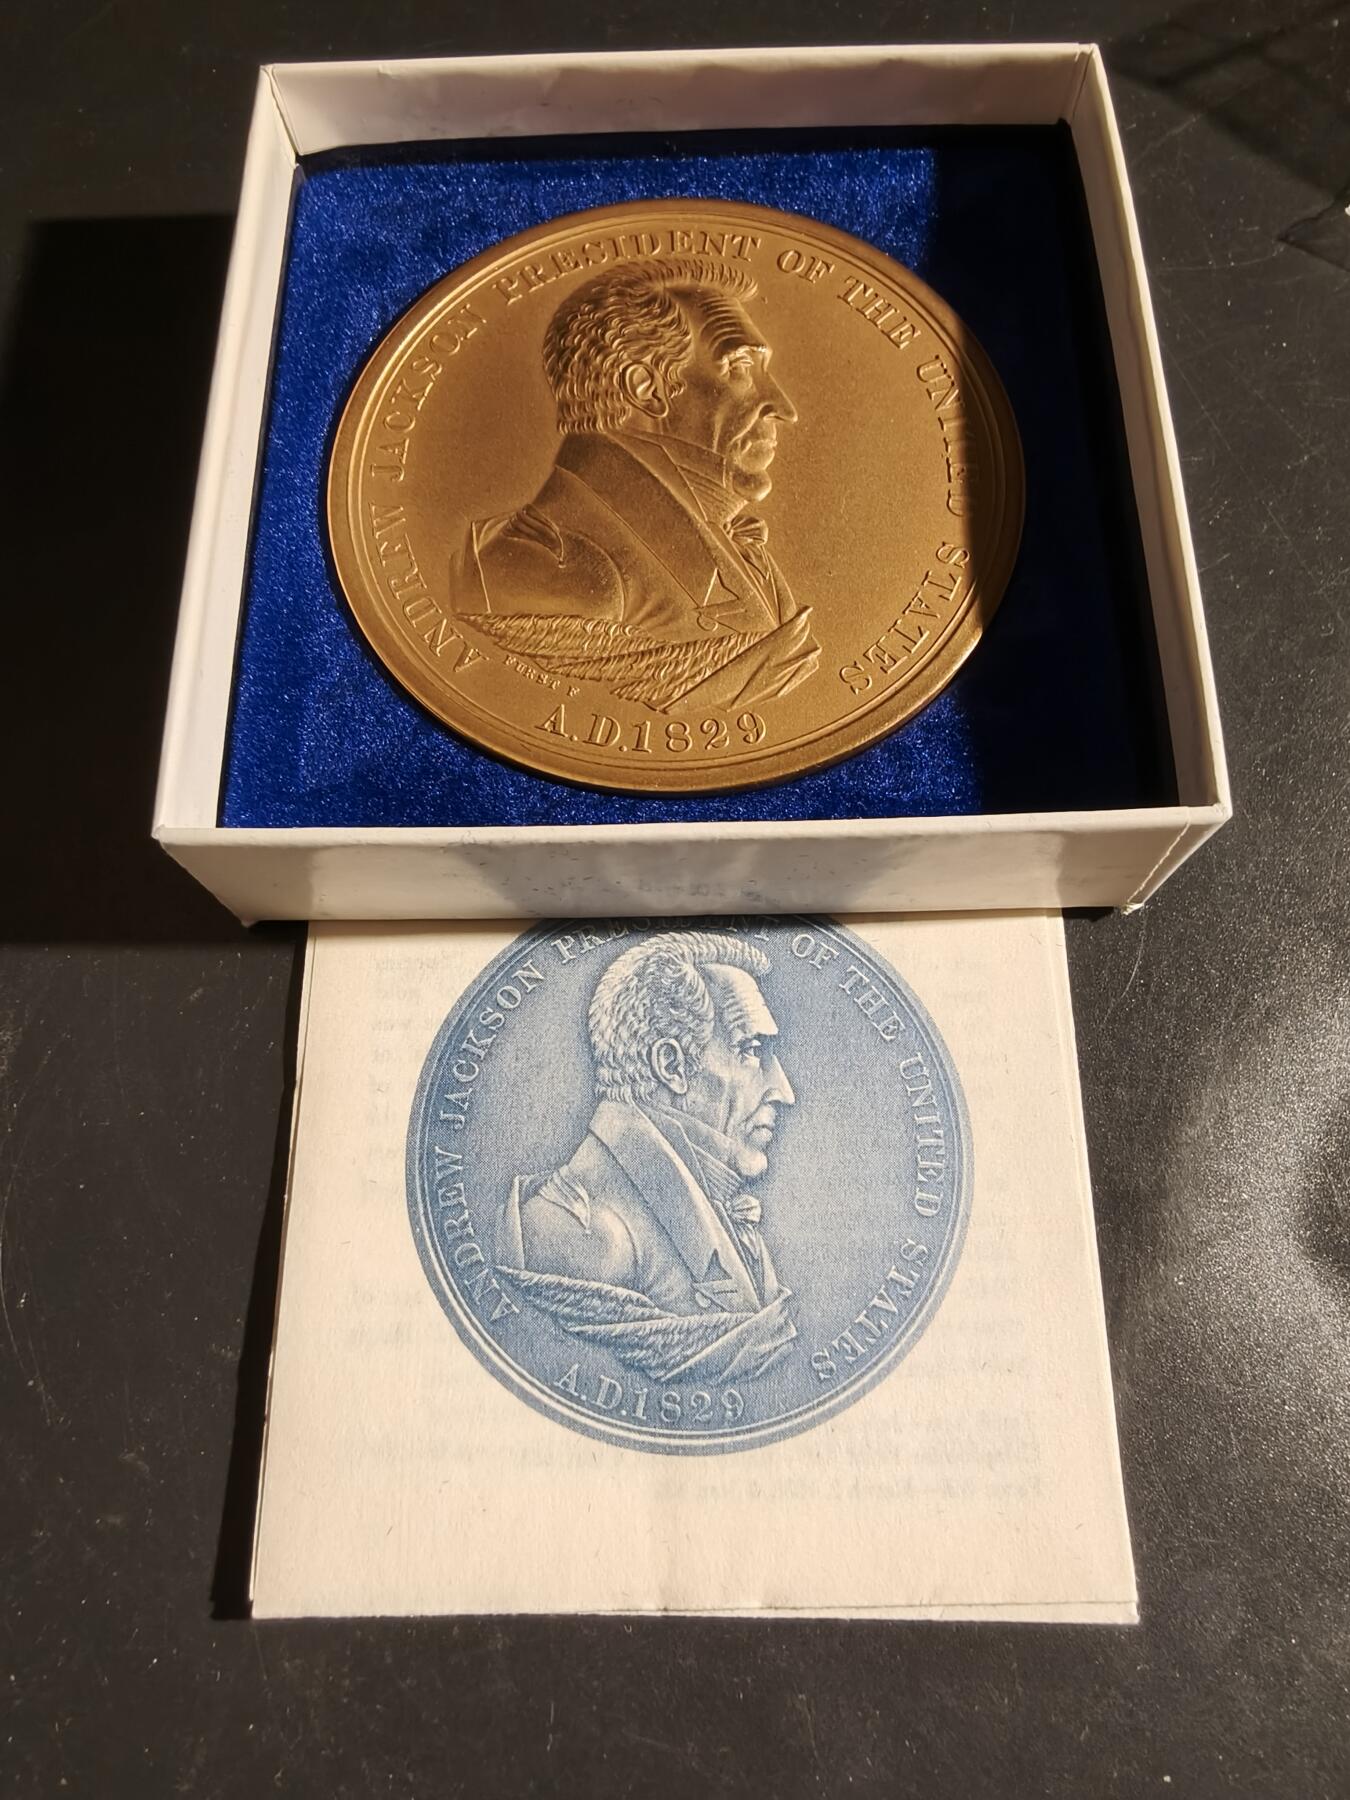 ANDREW JACKSON PRESIDENT OF THE UNITED STATES
FURST F
A.D.1829
ANDREW JACKSON PRESIDENT OF THE UNITED STATES
A.D.1829